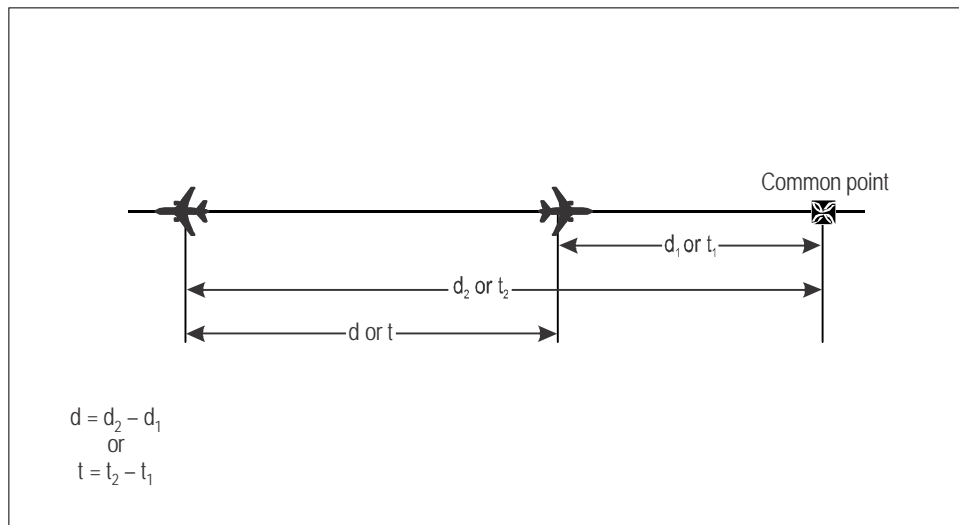 Common point
d₁ or t₁
d₂ or t₂
d or t
d = d₂ – d₁
or
t = t₂ – t₁